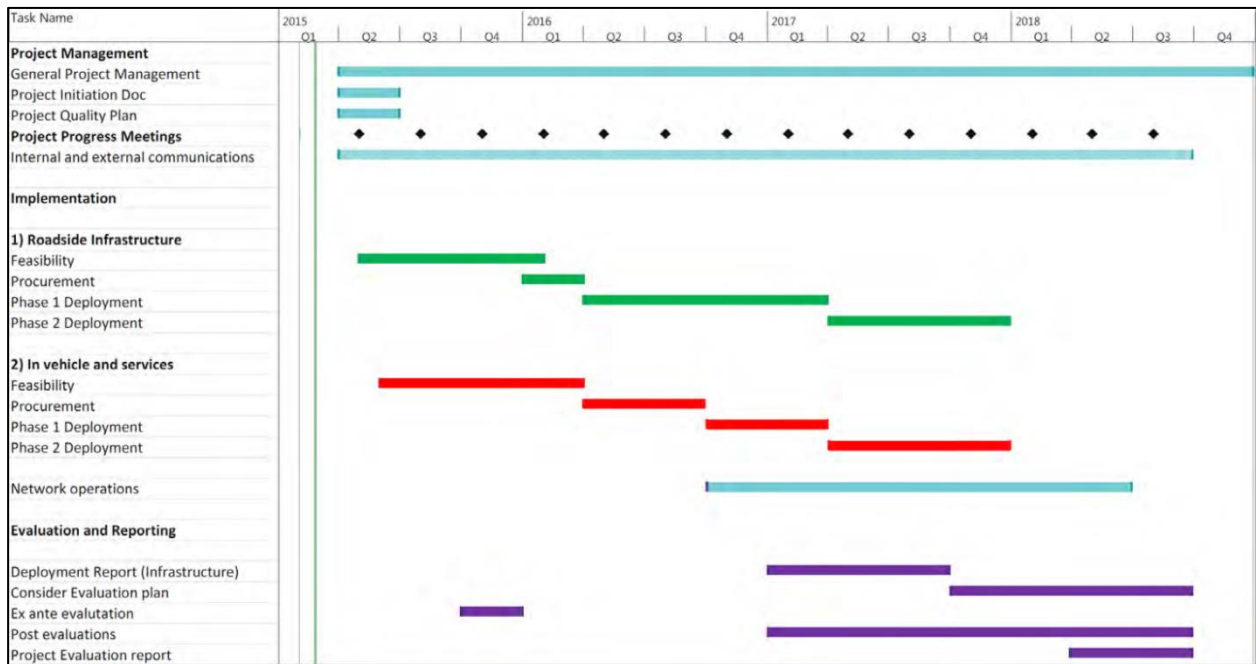 Task Name 2015 2016 2017 2018
Q1 Q2 Q3 Q4 Q1 Q2 Q3 Q4 Q1 Q2 Q3 Q4 Q1 Q2 Q3 Q4
Project Management
General Project Management
Project Initiation Doc
Project Quality Plan
Project Progress Meetings
Internal and external communications
Implementation
1) Roadside Infrastructure
Feasibility
Procurement
Phase 1 Deployment
Phase 2 Deployment
2) In vehicle and services
Feasibility
Procurement
Phase 1 Deployment
Phase 2 Deployment
Network operations
Evaluation and Reporting
Deployment Report (Infrastructure)
Consider Evaluation plan
Ex ante evalutation
Post evaluations
Project Evaluation report